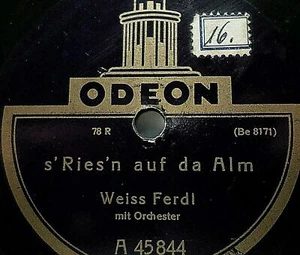 16.
ODEON
78 R (Be 8171)
s'Ries'n auf da Alm
Weiss Ferdl
mit Orchester
A 45844